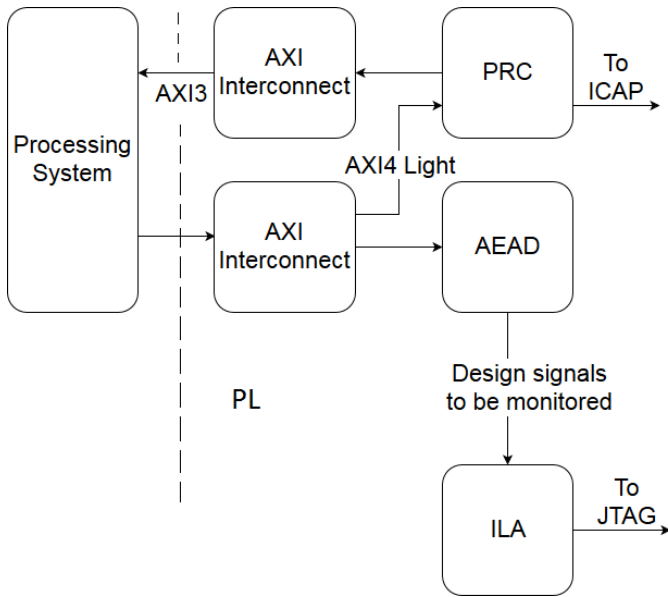 Processing
System
AXI3
AXI
Interconnect
PRC
To
ICAP
AXI4 Light
AXI
Interconnect
AEAD
Design signals
to be monitored
PL
ILA
To
JTAG